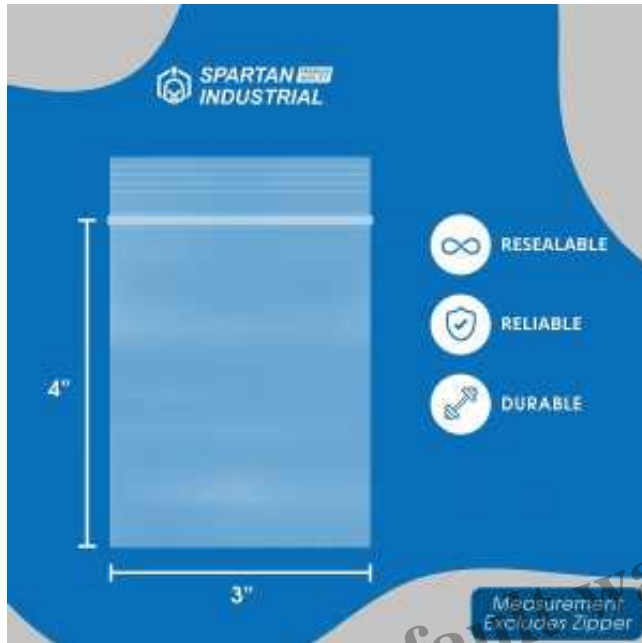 SPARTAN
INDUSTRIAL
RESEALABLE
RELIABLE
4"
DURABLE
3"
Measurement
Excludes Zipper